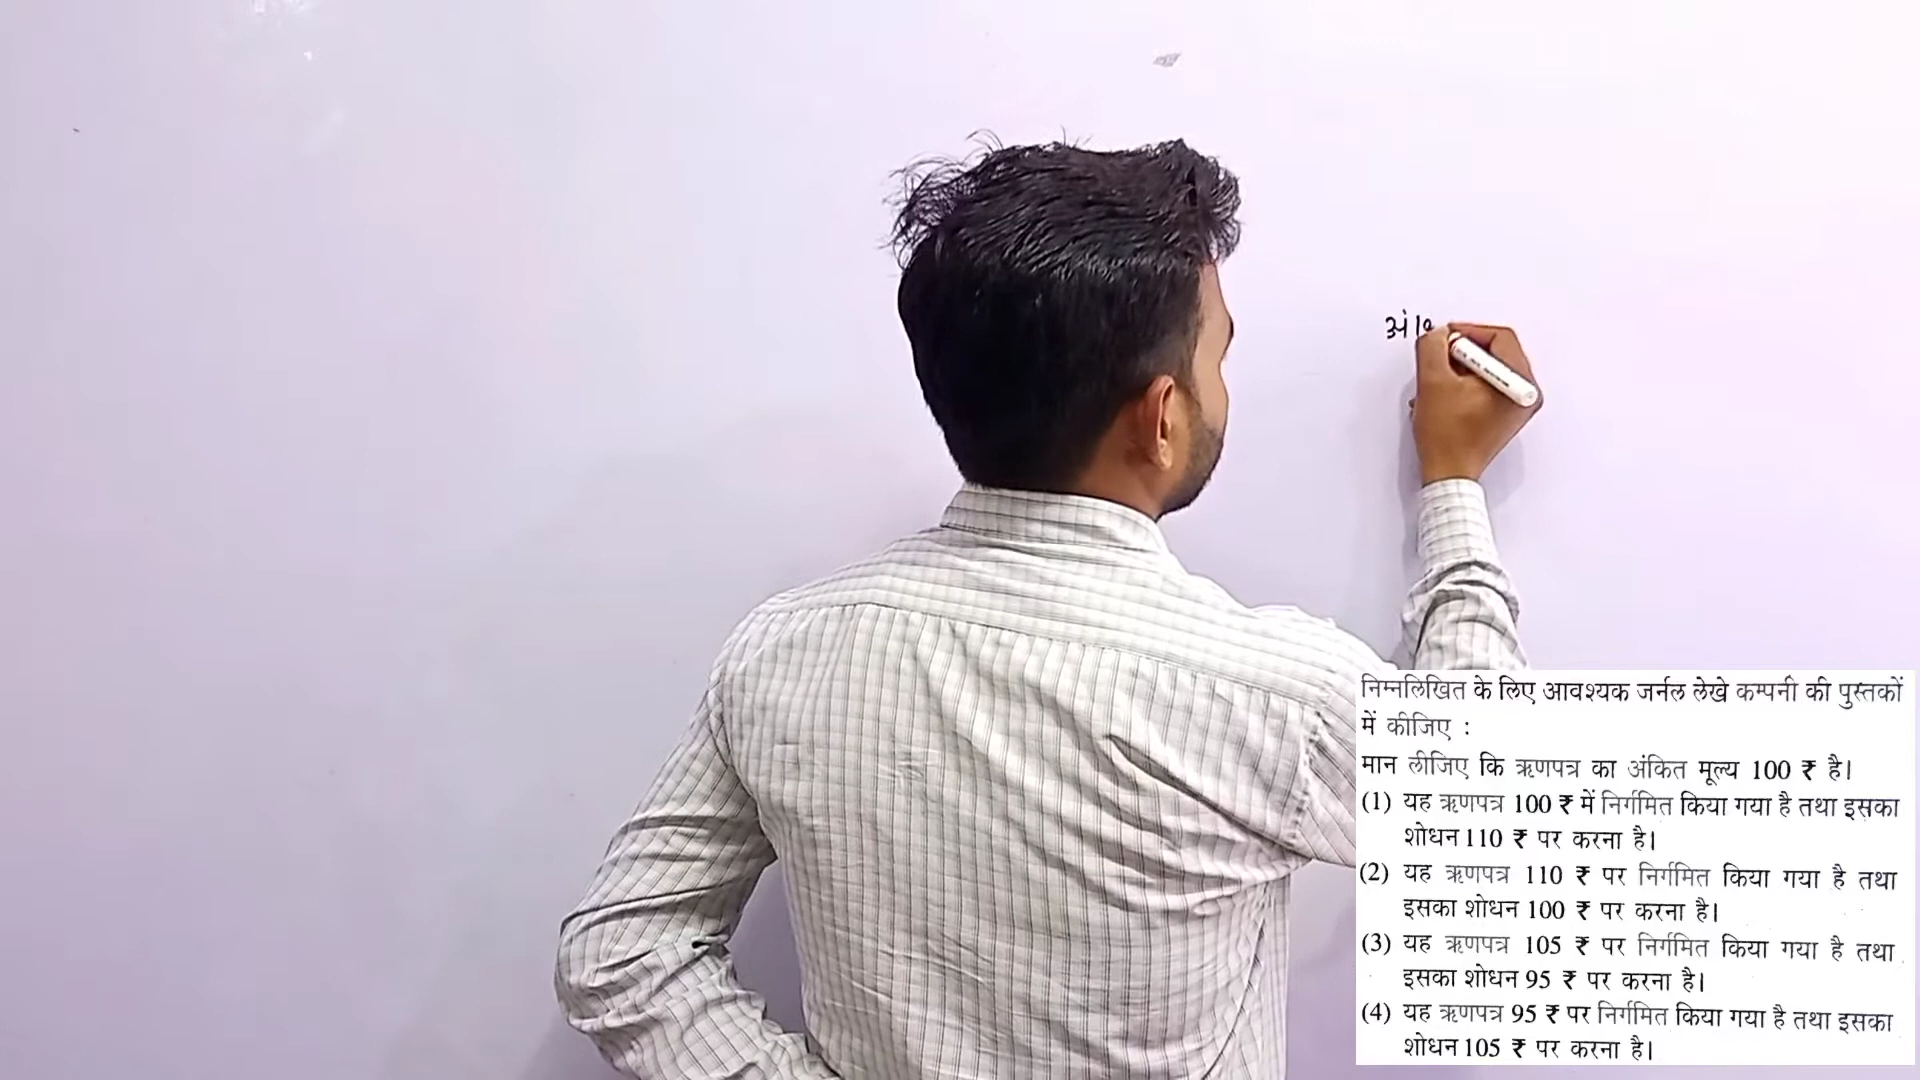 अं
निम्नलिखित के लिए आवश्यक जर्नल लेखे कम्पनी की पुस्तकों
में कीजिए :
मान लीजिए कि ऋणपत्र का अंकित मूल्य 100 ₹ है।
(1) यह ऋणपत्र 100 ₹ में निर्गमित किया गया है तथा इसका
शोधन 110 ₹ पर करना है।
(2) यह ऋणपत्र 110 ₹ पर निर्गमित किया गया है तथा
इसका शोधन 100 ₹ पर करना है।
(3) यह ऋणपत्र 105 ₹ पर निर्गमित किया गया है तथा
इसका शोधन 95 ₹ पर करना है।
(4) यह ऋणपत्र 95 ₹ पर निर्गमित किया गया है तथा इसका
शोधन 105 ₹ पर करना है।